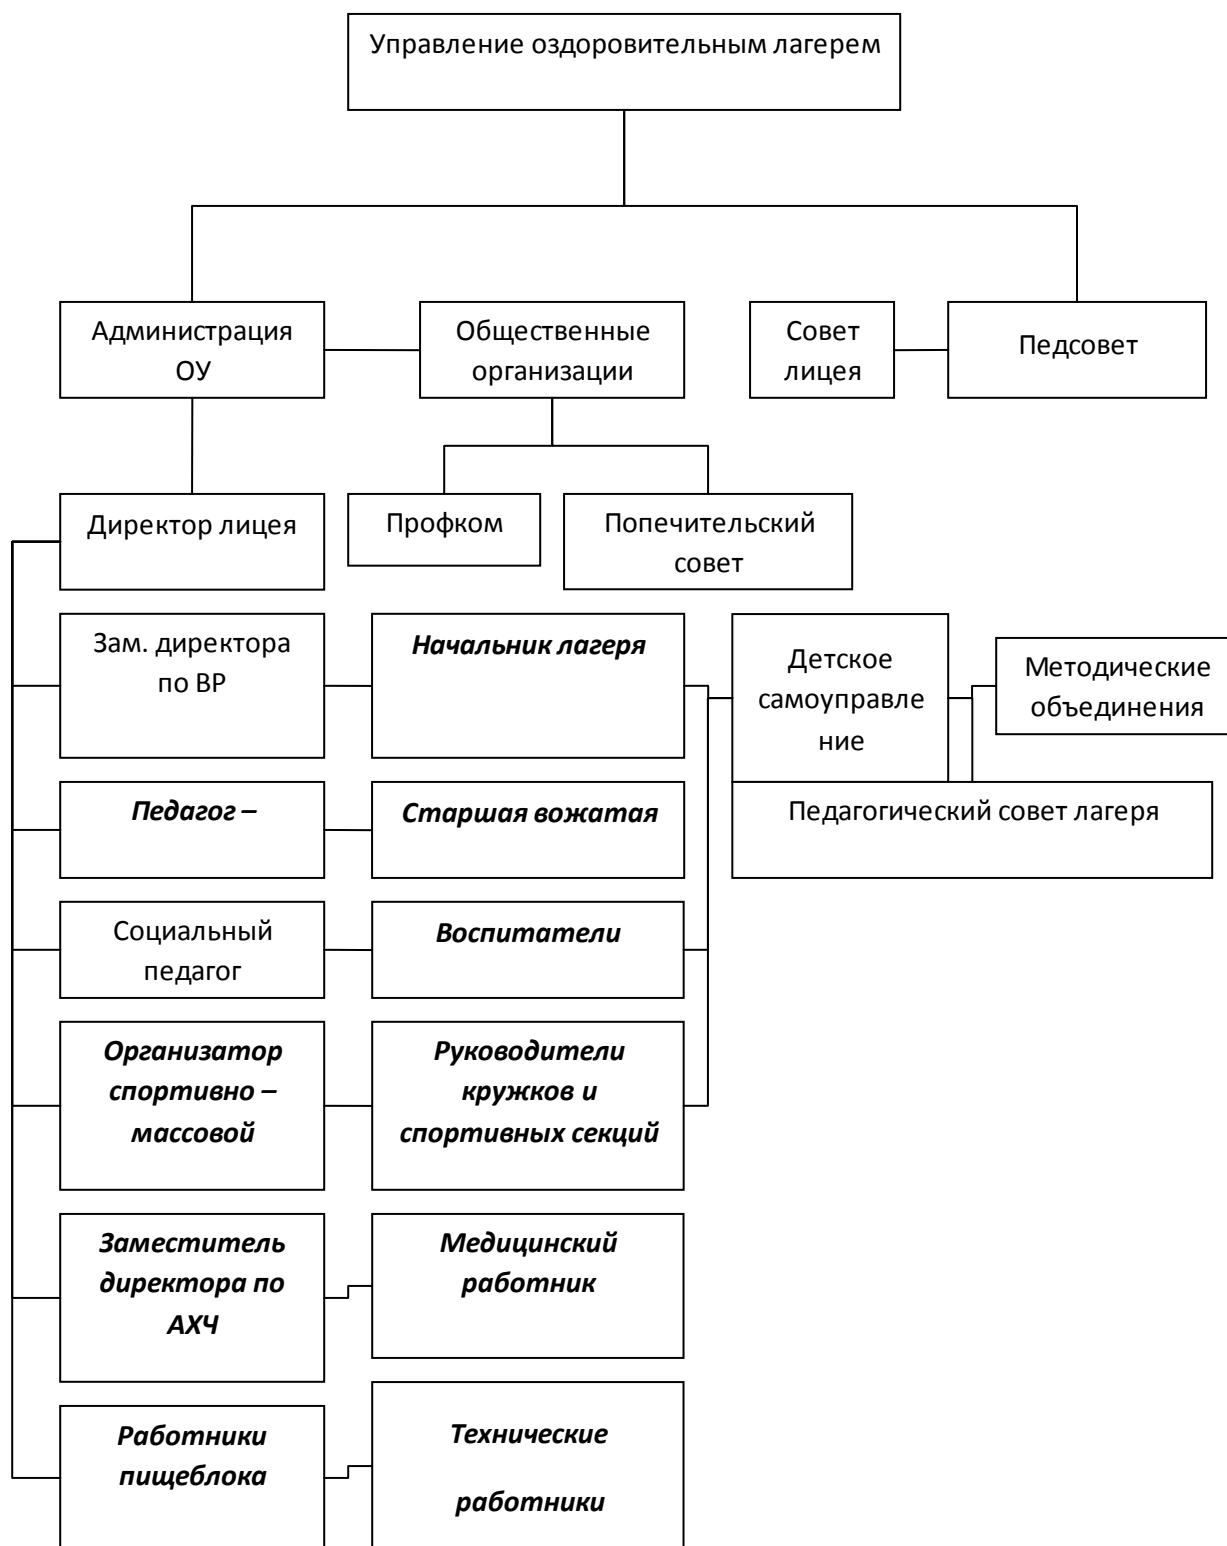 Управление оздоровительным лагерем
Администрация
ОУ
Общественные
организации
Совет
лицея
Педсовет
Директор лицея
Профком
Попечительский
совет
Зам. директора
по ВР
Начальник лагеря
Детское
самоуправле
ние
Методические
объединения
Педагог –
Старшая вожатая
Педагогический совет лагеря
Социальный
педагог
Воспитатели
Организатор
спортивно –
массовой
Руководители
кружков и
спортивных секций
Заместитель
директора по
АХЧ
Медицинский
работник
Работники
пищеблока
Технические
работники